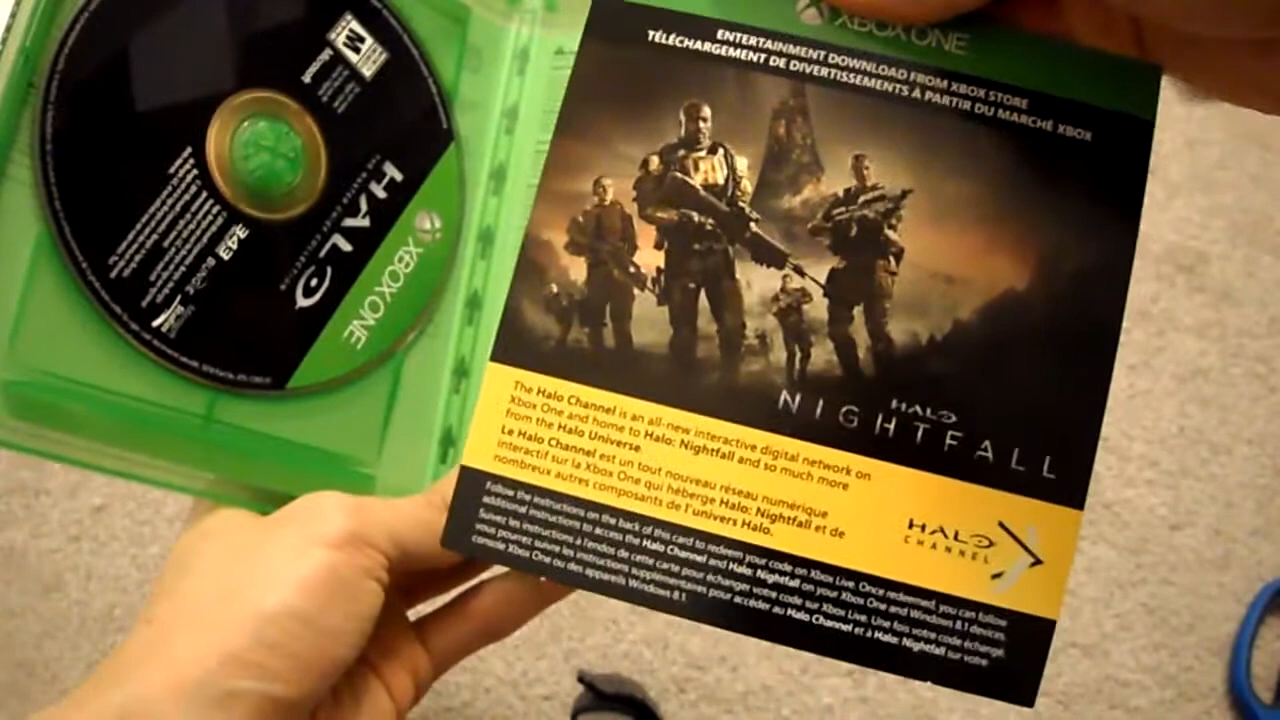 XBOX ONE
ENTERTAINMENT DOWNLOAD FROM XBOX STORE
TÉLÉCHARGEMENT DE DIVERTISSEMENTS À PARTIR DU MARCHÉ XBOX
HALO
NIGHTFALL
The Halo Channel is an all-new interactive digital network on
Xbox One and home to Halo: Nightfall and so much more
from the Halo Universe.
Le Halo Channel est un tout nouveau réseau numérique
interactif sur la Xbox One qui héberge Halo: Nightfall et de
nombreux autres composants de l'univers Halo.
HALO
CHANNEL
Follow the instructions on the back of this card to redeem your code on Xbox Live. Once redeemed, you can follow
additional instructions to access the Halo Channel and Halo: Nightfall on your Xbox One and Windows 8.1 devices.
Suivez les instructions à l'endos de cette carte pour échanger votre code sur Xbox Live. Une fois votre code échangé,
vous pourrez suivre les instructions supplémentaires pour accéder au Halo Channel et à Halo: Nightfall sur votre
console Xbox One ou des appareils Windows 8.1.
M
Microsoft
HALO
THE MASTER CHIEF COLLECTION
343
BUNGIE
XBOX ONE